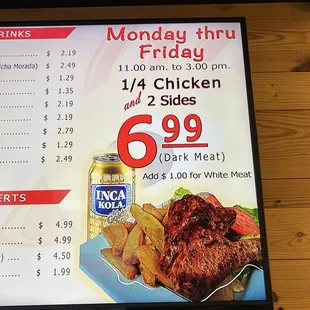 RINKS
$ 2.19
cha Morada) $ 2.49
$ 1.29
$ 1.35
$ 2.19
$ 2.19
$ 2.79
$ 1.29
$ 2.49
ERTS
$ 4.99
$ 4.99
) $ 4.50
$ 1.99
Monday thru
Friday
11.00 am. to 3.00 pm.
1/4 Chicken
and 2 Sides
6.99
(Dark Meat)
Add $ 1.00 for White Meat
INCA
KOLA